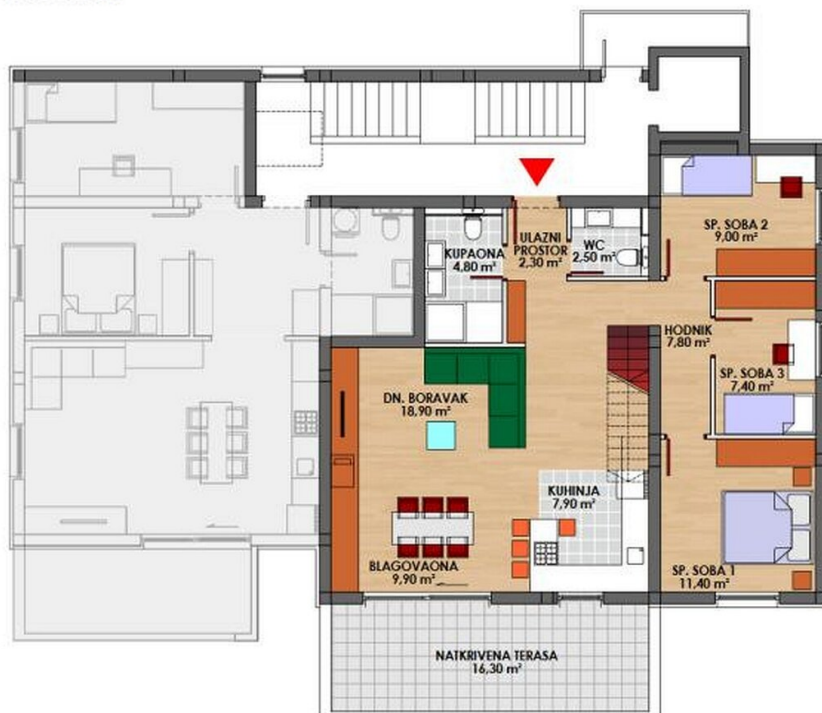 KUPAONA
4,80 m²
ULAZNI
PROSTOR
2,30 m²
WC
2,50 m²
SP. SOBA 2
9,00 m²
HODNIK
7,80 m²
SP. SOBA 3
7,40 m²
DN. BORAVAK
18,90 m²
KUHINJA
7,90 m²
BLAGOVAONA
9,90 m²
SP. SOBA 1
11,40 m²
NATKRIVENA TERASA
16,30 m²